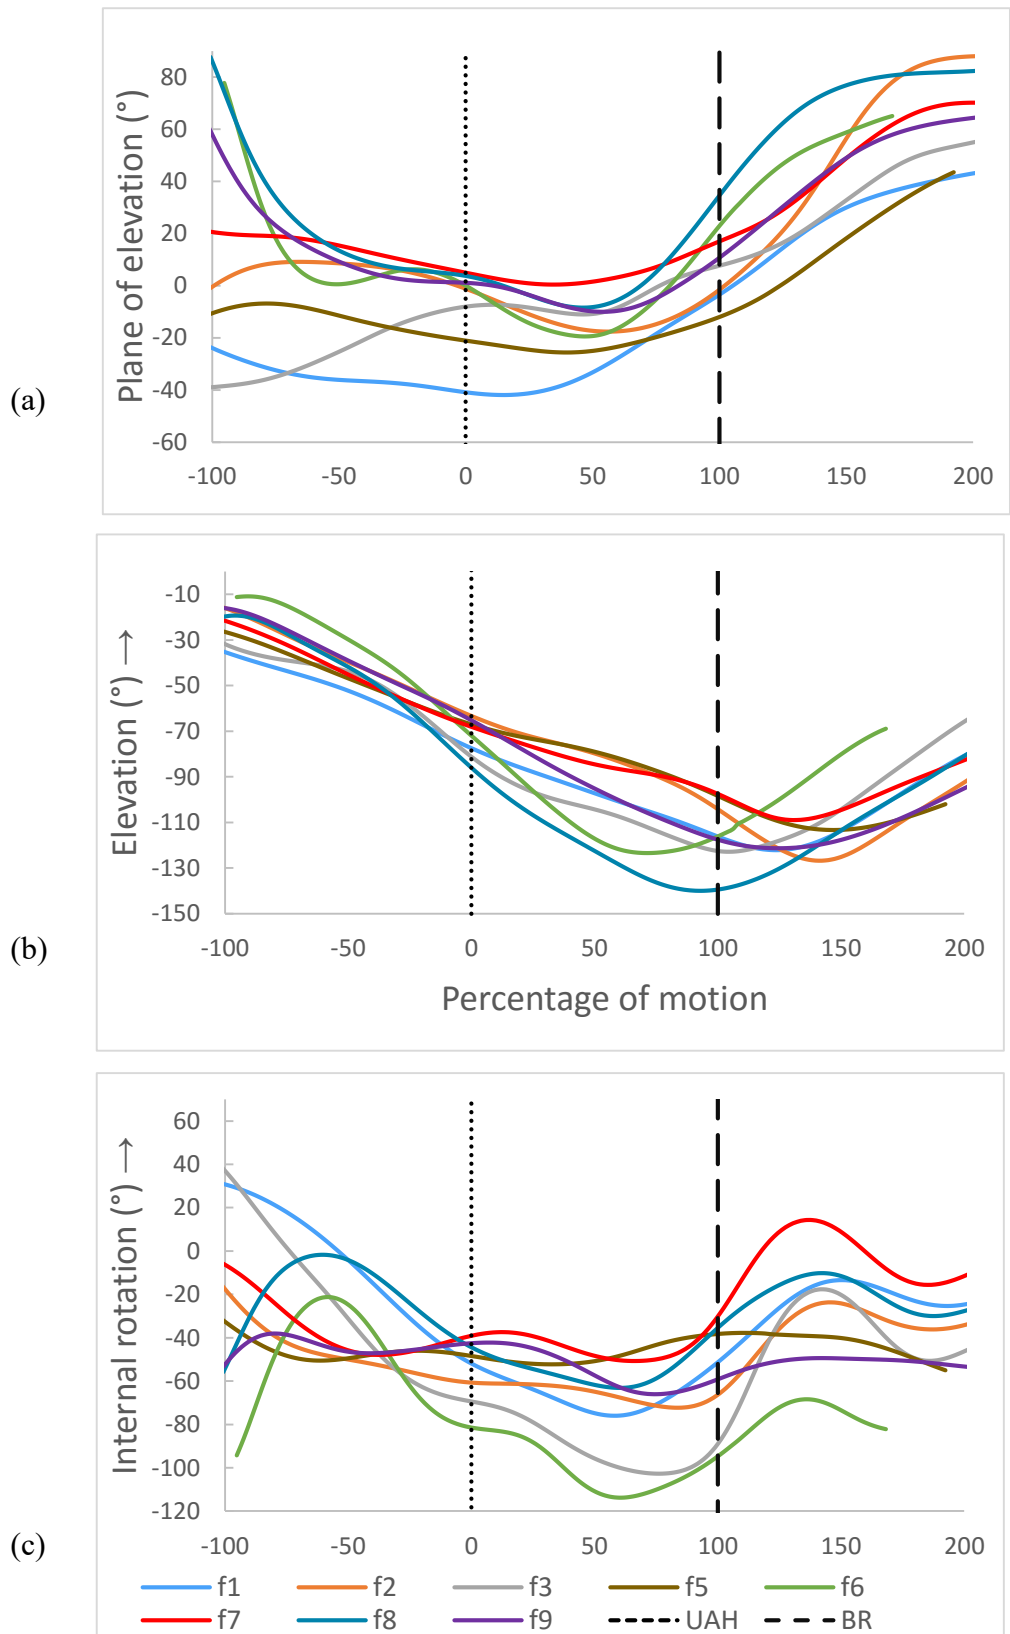 80
60
40
20
0
-20
-40
-60
Plane of elevation (°)
-100 -50 0 50 100 150 200
(a)
-10
-30
-50
-70
-90
-110
-130
-150
Elevation (°) →
-100 -50 0 50 100 150 200
(b)
Percentage of motion
60
40
20
0
-20
-40
-60
-80
-100
-120
Internal rotation (°) →
-100 -50 0 50 100 150 200
(c)
f1 f2 f3 f5 f6
f7 f8 f9 UAH BR